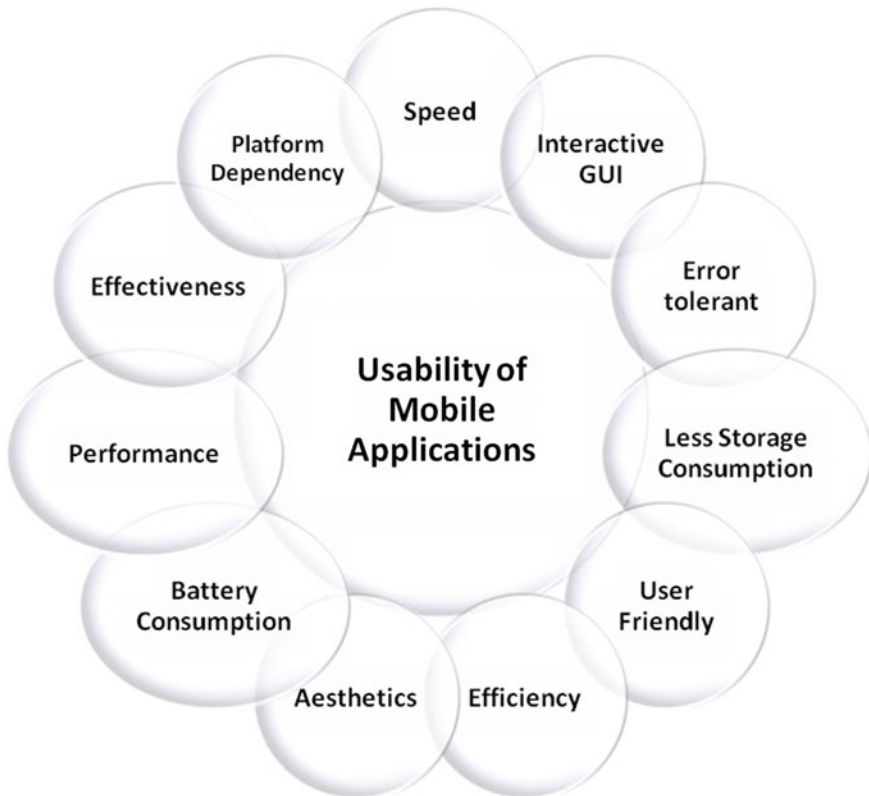 Speed
Interactive
GUI
Error
tolerant
Less Storage
Consumption
User
Friendly
Efficiency
Aesthetics
Battery
Consumption
Performance
Effectiveness
Platform
Dependency
Usability of
Mobile
Applications